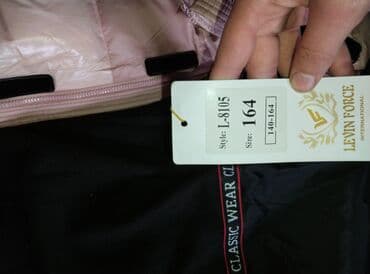 LEVIN FORCE
INTERNATIONAL
Style: L-8105
Size: 164
140-164
CLASSIC WEAR CL